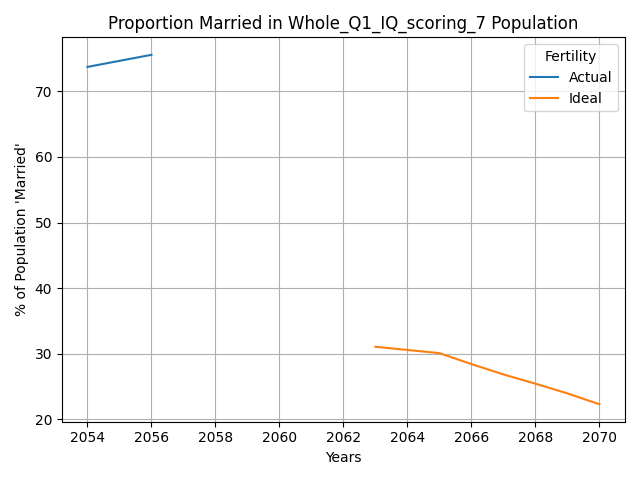 Proportion Married in Whole_Q1_IQ_scoring_7 Population
Fertility
Actual
Ideal
% of Population 'Married'
70
60
50
40
30
20
2054 2056 2058 2060 2062 2064 2066 2068 2070
Years